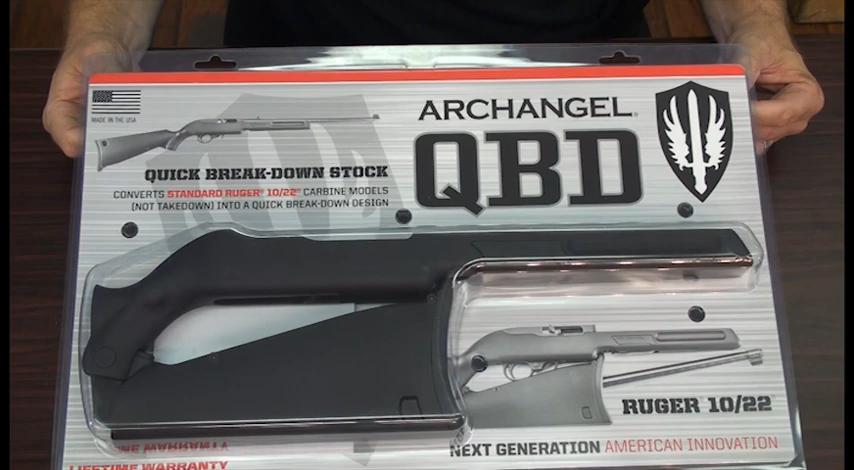 MADE IN THE USA
ARCHANGEL®
QBD
QUICK BREAK-DOWN STOCK
CONVERTS STANDARD RUGER® 10/22® CARBINE MODELS
(NOT TAKEDOWN) INTO A QUICK BREAK-DOWN DESIGN
RUGER 10/22®
NEXT GENERATION AMERICAN INNOVATION
LIFETIME WARRANTY